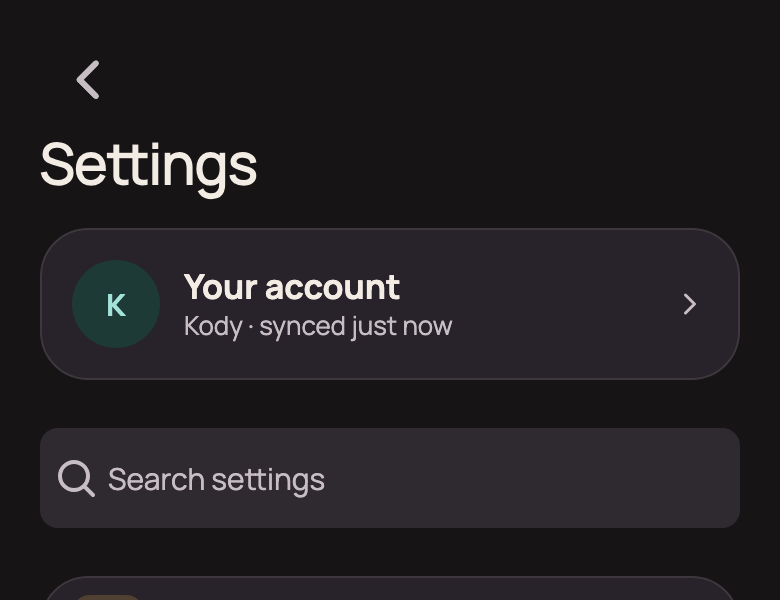 Settings
K
Your account
Kody · synced just now
Search settings